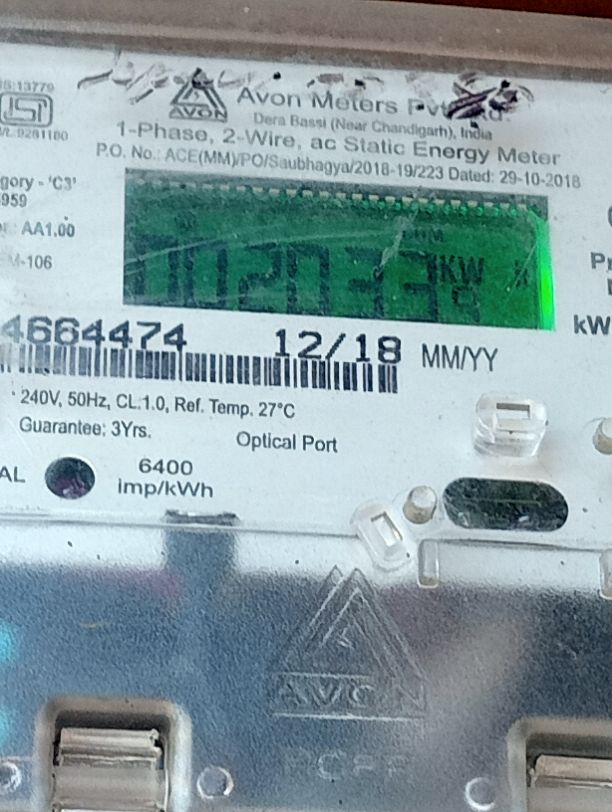 IS:13779
AVON
Avon Meters Pvt.
Dera Bassi (Near Chandigarh), India
1-Phase, 2-Wire, ac Static Energy Meter
P.O. No.: ACE(MM)/PO/Saubhagya/2018-19/223 Dated: 29-10-2018
gory - 'C3'
959
AA1.00
M-106
002033
KW
kW
4664474 12/18 MM/YY
240V, 50Hz, CL:1.0, Ref. Temp. 27°C
Guarantee: 3Yrs.
Optical Port
AL
6400
imp/kWh
AVON